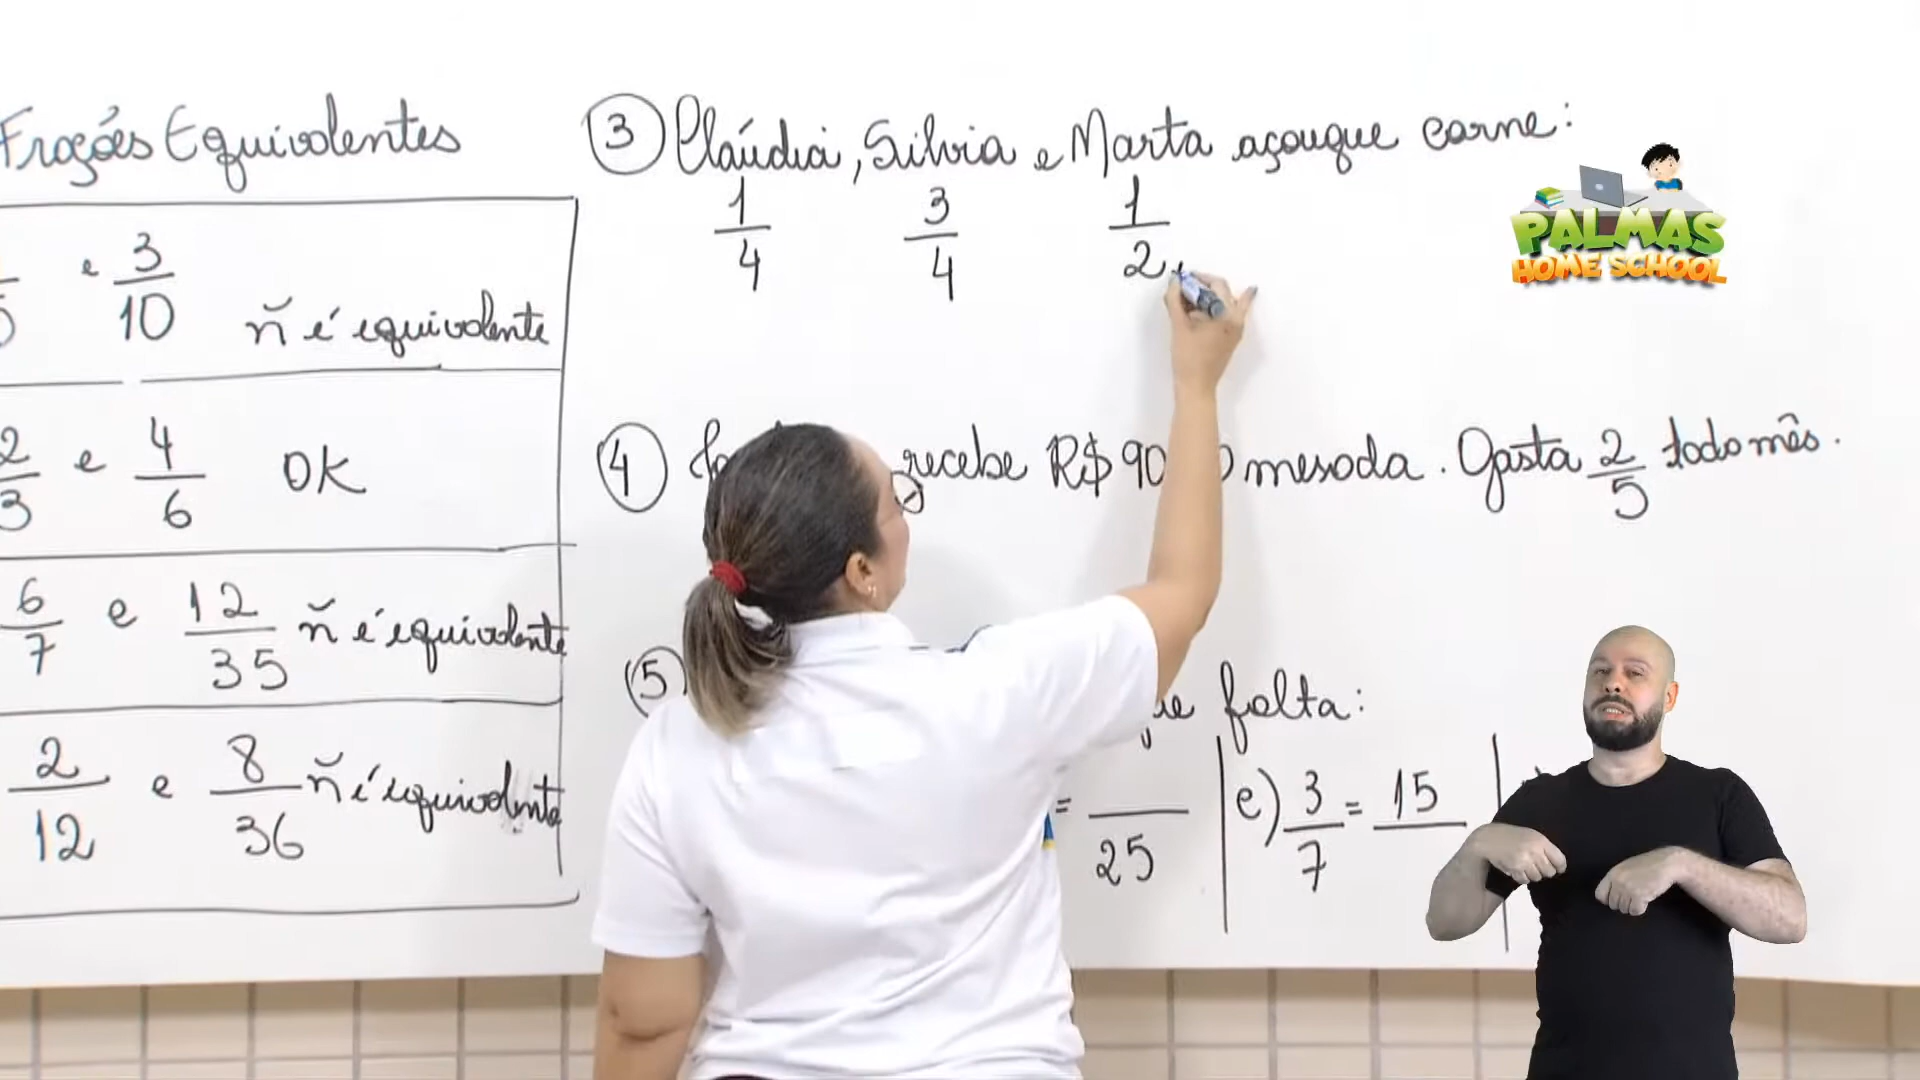 Frações Equivalentes
e 3/10 ñ é equivalente
2/3 e 4/6 OK
6/7 e 12/35 ñ é equivalente
2/12 e 8/36 ñ é equivalente
3 Cláudia, Silvia e Marta açougue carne:
1/4 3/4 1/2
4 recebe R$ 90 mesada. Gasta 2/5 todo mês.
5 falta:
= /25 e) 3/7 = 15/
PALMAS
HOME SCHOOL